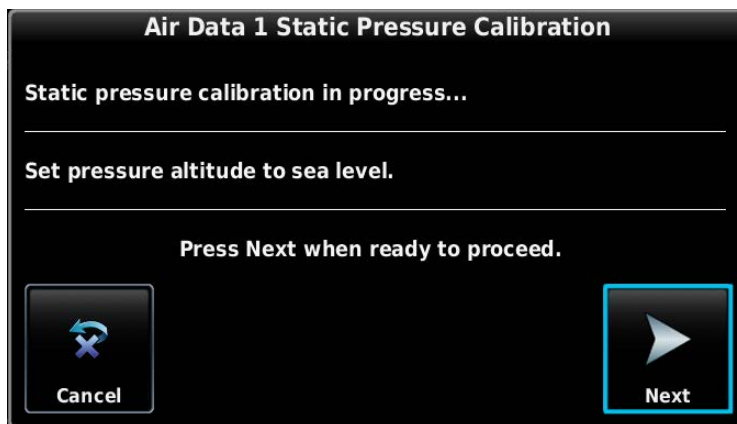 Air Data 1 Static Pressure Calibration
Static pressure calibration in progress...
Set pressure altitude to sea level.
Press Next when ready to proceed.
Cancel
Next